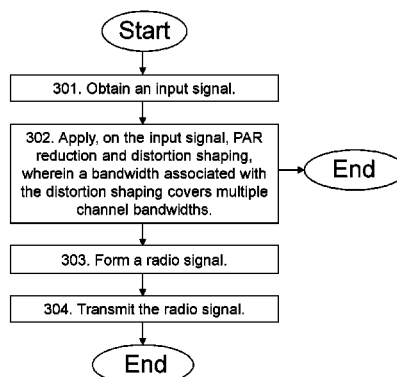 Start
301. Obtain an input signal.
302. Apply, on the input signal, PAR
reduction and distortion shaping,
wherein a bandwidth associated with
the distortion shaping covers multiple
channel bandwidths.
End
303. Form a radio signal.
304. Transmit the radio signal.
End